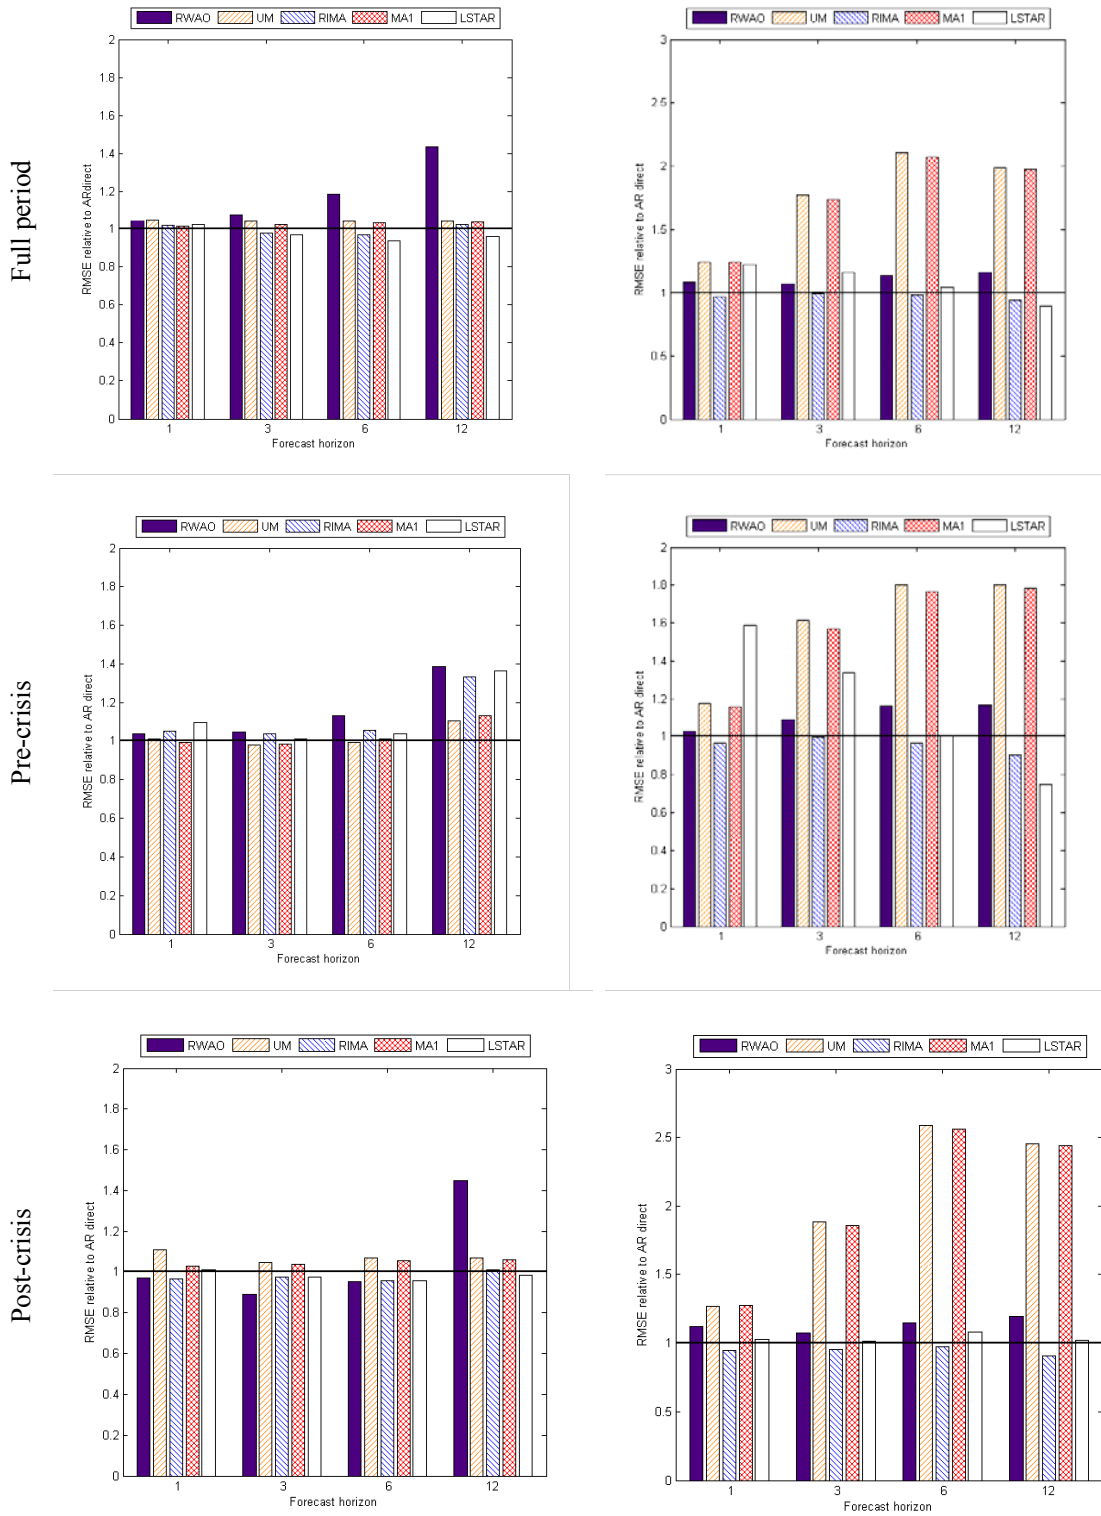 RWAO UM RIMA MA1 LSTAR
2
1.8
1.6
1.4
1.2
1
0.8
0.6
0.4
0.2
0
RMSE relative to ARdirect
1 3 6 12
Forecast horizon
RWAO UM RIMA MA1 LSTAR
3
2.5
2
1.5
1
0.5
0
RMSE relative to AR direct
1 3 6 12
Forecast horizon
Full period
RWAO UM RIMA MA1 LSTAR
2
1.8
1.6
1.4
1.2
1
0.8
0.6
0.4
0.2
0
RMSE relative to AR direct
1 3 6 12
Forecast horizon
RWAO UM RIMA MA1 LSTAR
2
1.8
1.6
1.4
1.2
1
0.8
0.6
0.4
0.2
0
RMSE relative to AR direct
1 3 6 12
Forecast horizon
Pre-crisis
RWAO UM RIMA MA1 LSTAR
2
1.8
1.6
1.4
1.2
1
0.8
0.6
0.4
0.2
0
RMSE relative to AR direct
1 3 6 12
Forecast horizon
RWAO UM RIMA MA1 LSTAR
3
2.5
2
1.5
1
0.5
0
RMSE relative to AR direct
1 3 6 12
Forecast horizon
Post-crisis